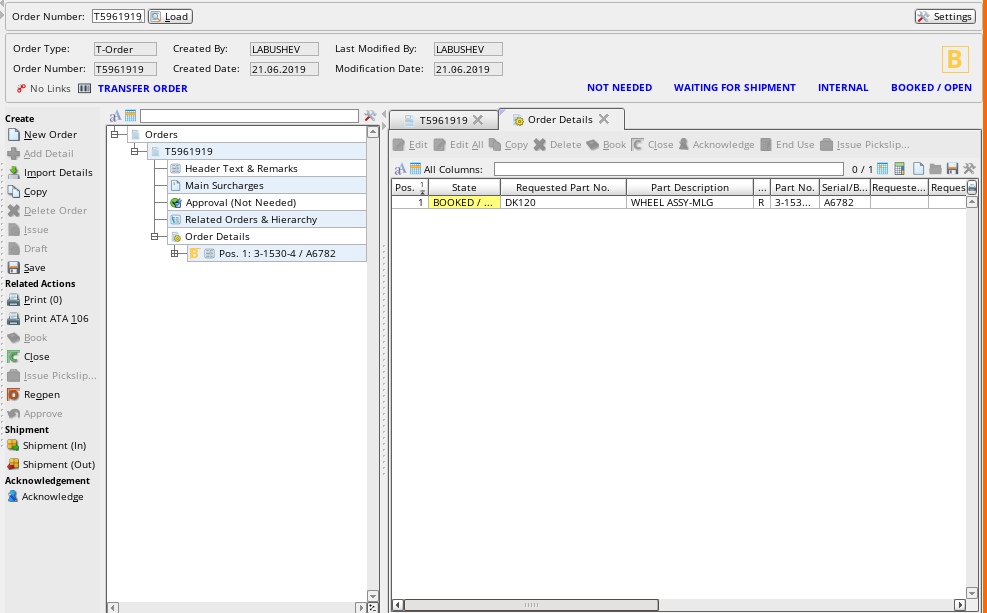 Order Number: T5961919 Load Settings
Order Type: T-Order Created By: LABUSHEV Last Modified By: LABUSHEV
B
Order Number: T5961919 Created Date: 21.06.2019 Modification Date: 21.06.2019
No Links TRANSFER ORDER NOT NEEDED WAITING FOR SHIPMENT INTERNAL BOOKED / OPEN
Create
New Order
Add Detail
Import Details
Copy
Delete Order
Issue
Draft
Save
Related Actions
Print (0)
Print ATA 106
Book
Close
Issue Pickslip...
Reopen
Approve
Shipment
Shipment (In)
Shipment (Out)
Acknowledgement
Acknowledge
Orders
T5961919
Header Text & Remarks
Main Surcharges
Approval (Not Needed)
Related Orders & Hierarchy
Order Details
Pos. 1: 3-1530-4 / A6782
T5961919 Order Details
Edit Edit All Copy Delete Book Close Acknowledge End Use Issue Pickslip...
All Columns: 0 / 1
Pos. 1 State Requested Part No. Part Description ... Part No. Serial/B... Requeste... Reques
1 BOOKED / ... DK120 WHEEL ASSY-MLG R 3-153... A6782